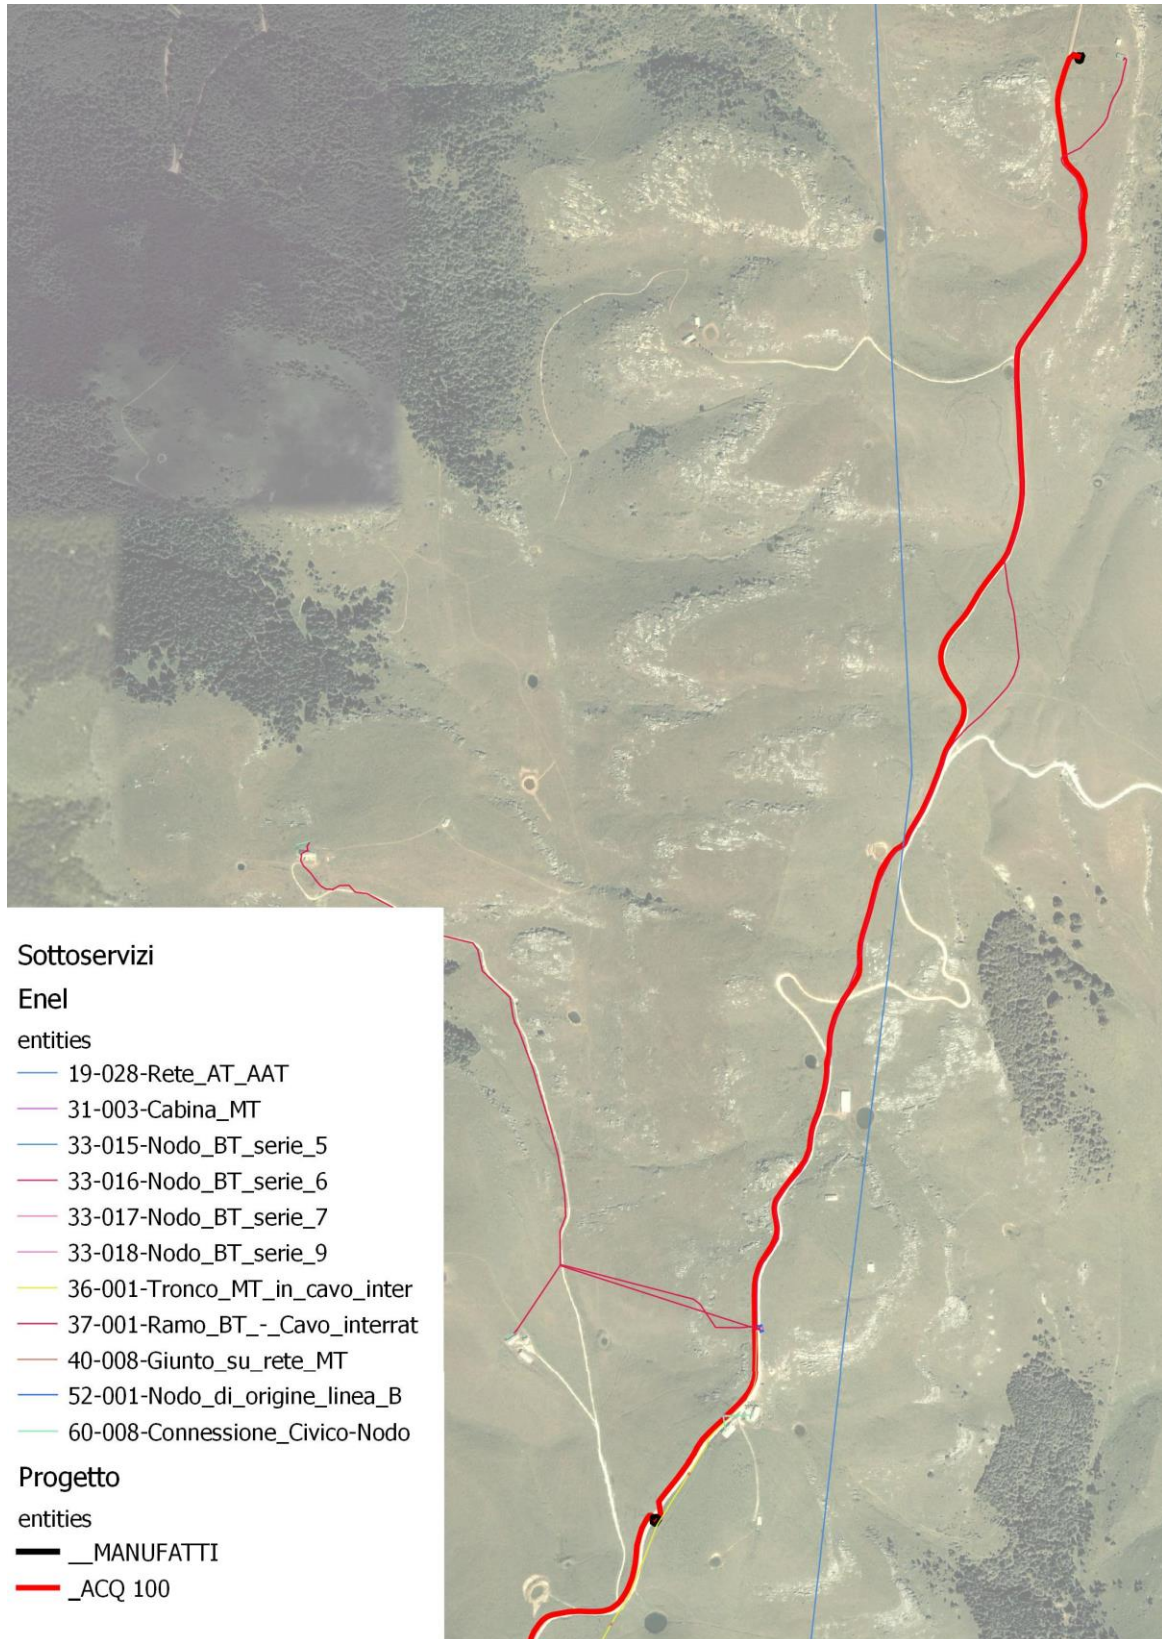 Sottoservizi
Enel
entities
19-028-Rete_AT_AAT
31-003-Cabina_MT
33-015-Nodo_BT_serie_5
33-016-Nodo_BT_serie_6
33-017-Nodo_BT_serie_7
33-018-Nodo_BT_serie_9
36-001-Tronco_MT_in_cavo_inter
37-001-Ramo_BT_-_Cavo_interrat
40-008-Giunto_su_rete_MT
52-001-Nodo_di_origine_linea_B
60-008-Connessione_Civico-Nodo
Progetto
entities
__MANUFATTI
_ACQ 100